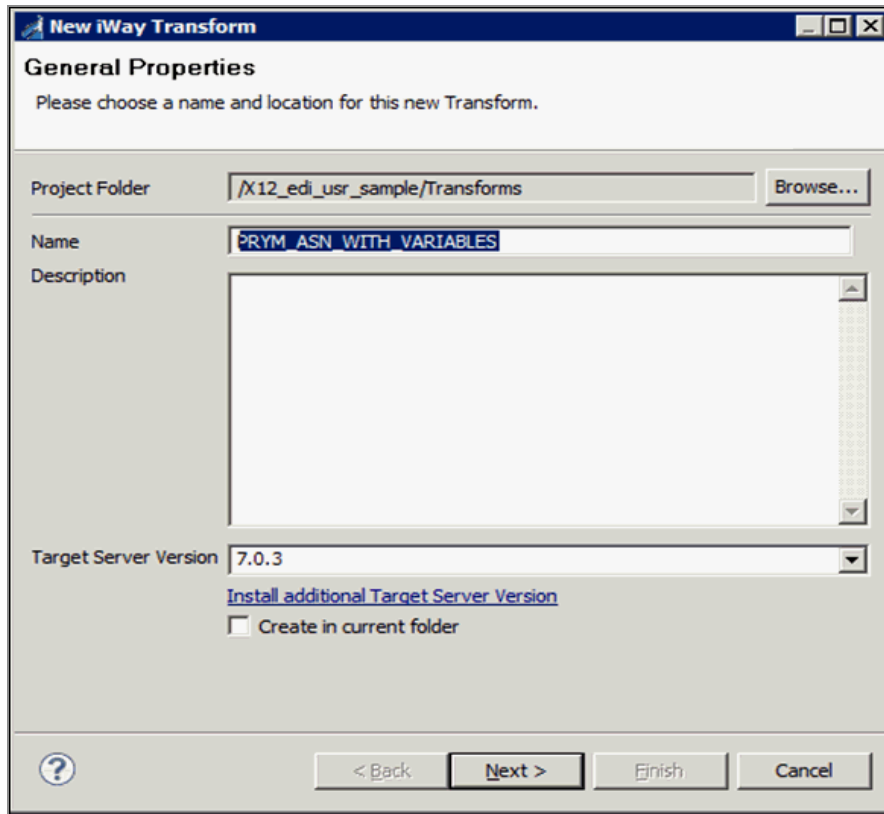 New iWay Transform
General Properties
Please choose a name and location for this new Transform.
Project Folder /X12_edi_usr_sample/Transforms Browse...
Name PRYM_ASN_WITH_VARIABLES
Description
Target Server Version 7.0.3
Install additional Target Server Version
Create in current folder
? < Back Next > Finish Cancel